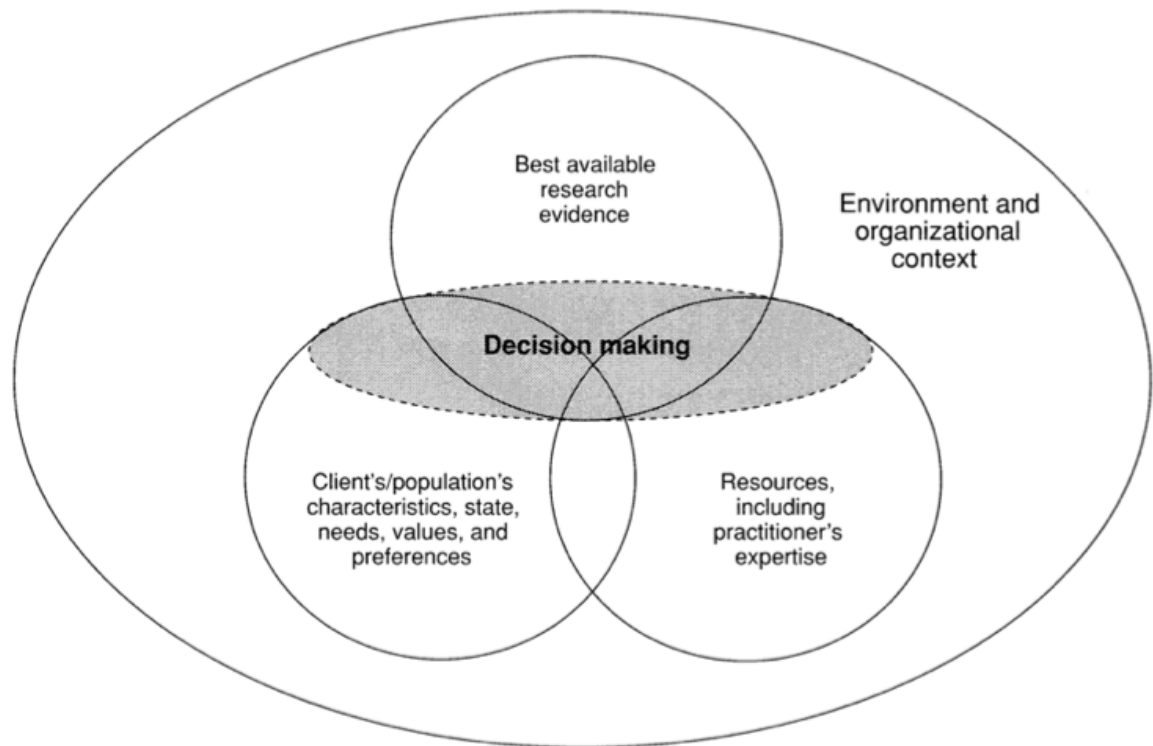 Best available
research
evidence
Environment and
organizational
context
Decision making
Client's/population's
characteristics, state,
needs, values, and
preferences
Resources,
including
practitioner's
expertise